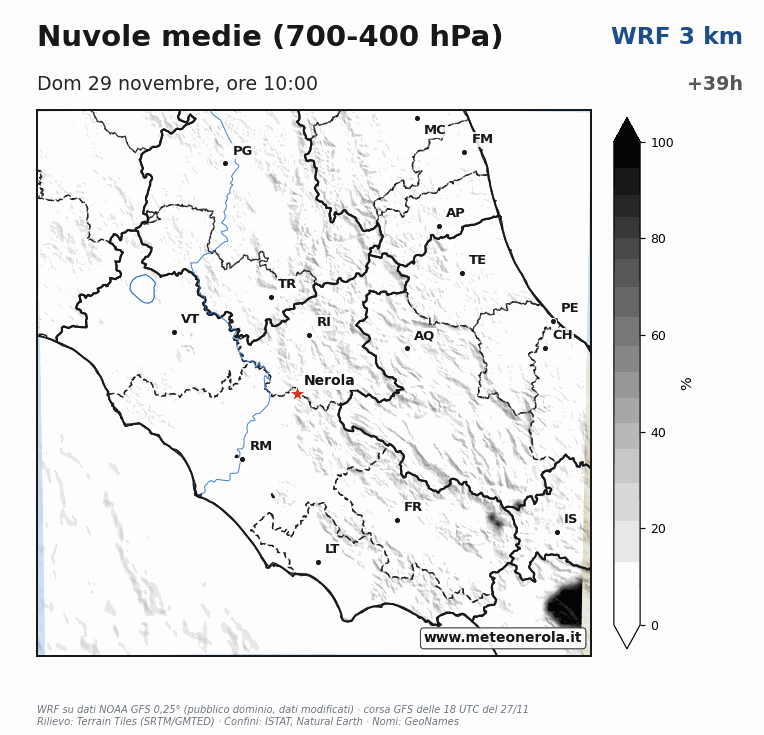 Nuvole medie (700-400 hPa)
WRF 3 km
Dom 29 novembre, ore 10:00
+39h
MC
FM
PG
AP
TE
TR
PE
VT
RI
AQ
CH
Nerola
RM
FR
IS
LT
www.meteonerola.it
100
80
60
40
20
0
%
WRF su dati NOAA GFS 0,25° (pubblico dominio, dati modificati) · corsa GFS delle 18 UTC del 27/11
Rilievo: Terrain Tiles (SRTM/GMTED) · Confini: ISTAT, Natural Earth · Nomi: GeoNames